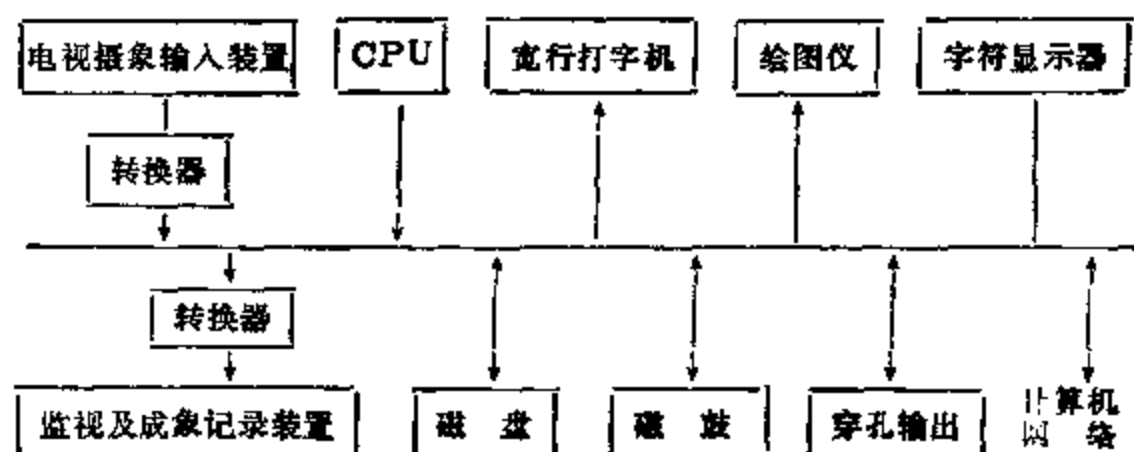 电视摄象输入装置
CPU
宽行打字机
绘图仪
字符显示器
转换器
转换器
监视及成象记录装置
磁 盘
磁 鼓
穿孔输出
计算机
网 络